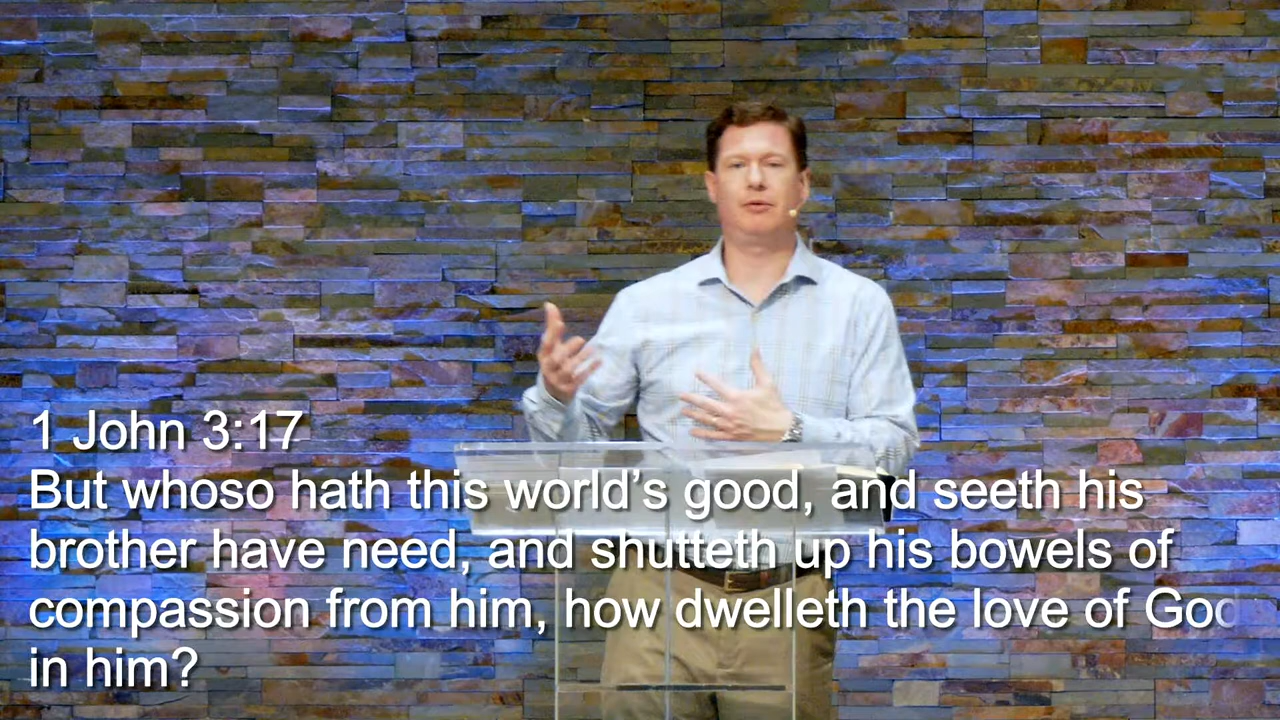 1 John 3:17
But whoso hath this world's good, and seeth his
brother have need, and shutteth up his bowels of
compassion from him, how dwelleth the love of God
in him?